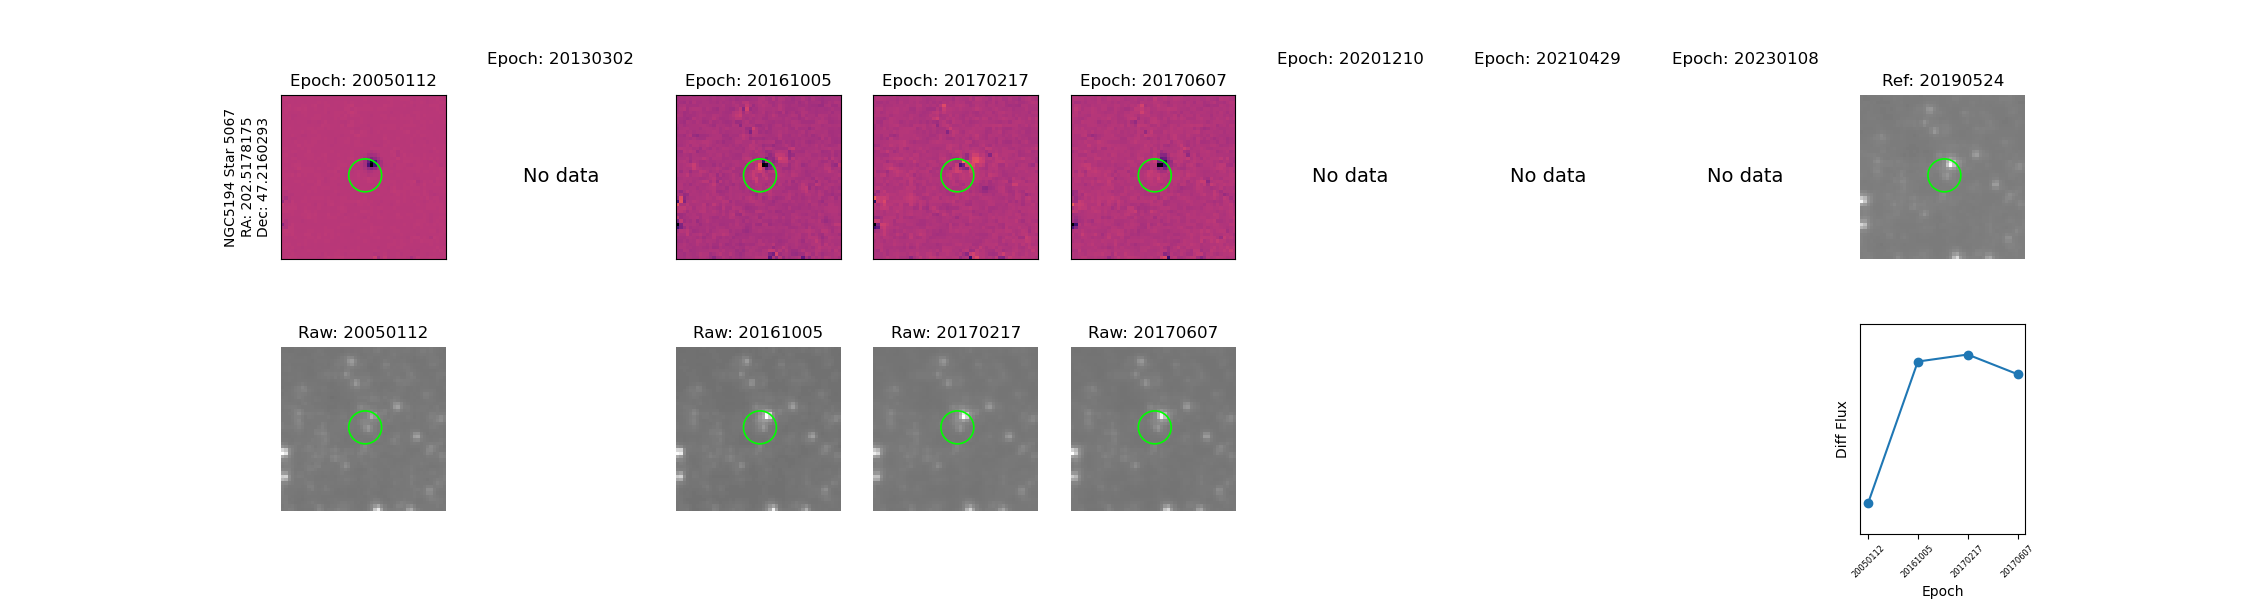 Epoch: 20050112
Epoch: 20130302
Epoch: 20161005
Epoch: 20170217
Epoch: 20170607
Epoch: 20201210
Epoch: 20210429
Epoch: 20230108
Ref: 20190524
NGC5194 Star 5067
RA: 202.5178175
Dec: 47.2160293
No data
No data
No data
No data
Raw: 20050112
Raw: 20161005
Raw: 20170217
Raw: 20170607
Diff Flux
20050112
20161005
20170217
20170607
Epoch